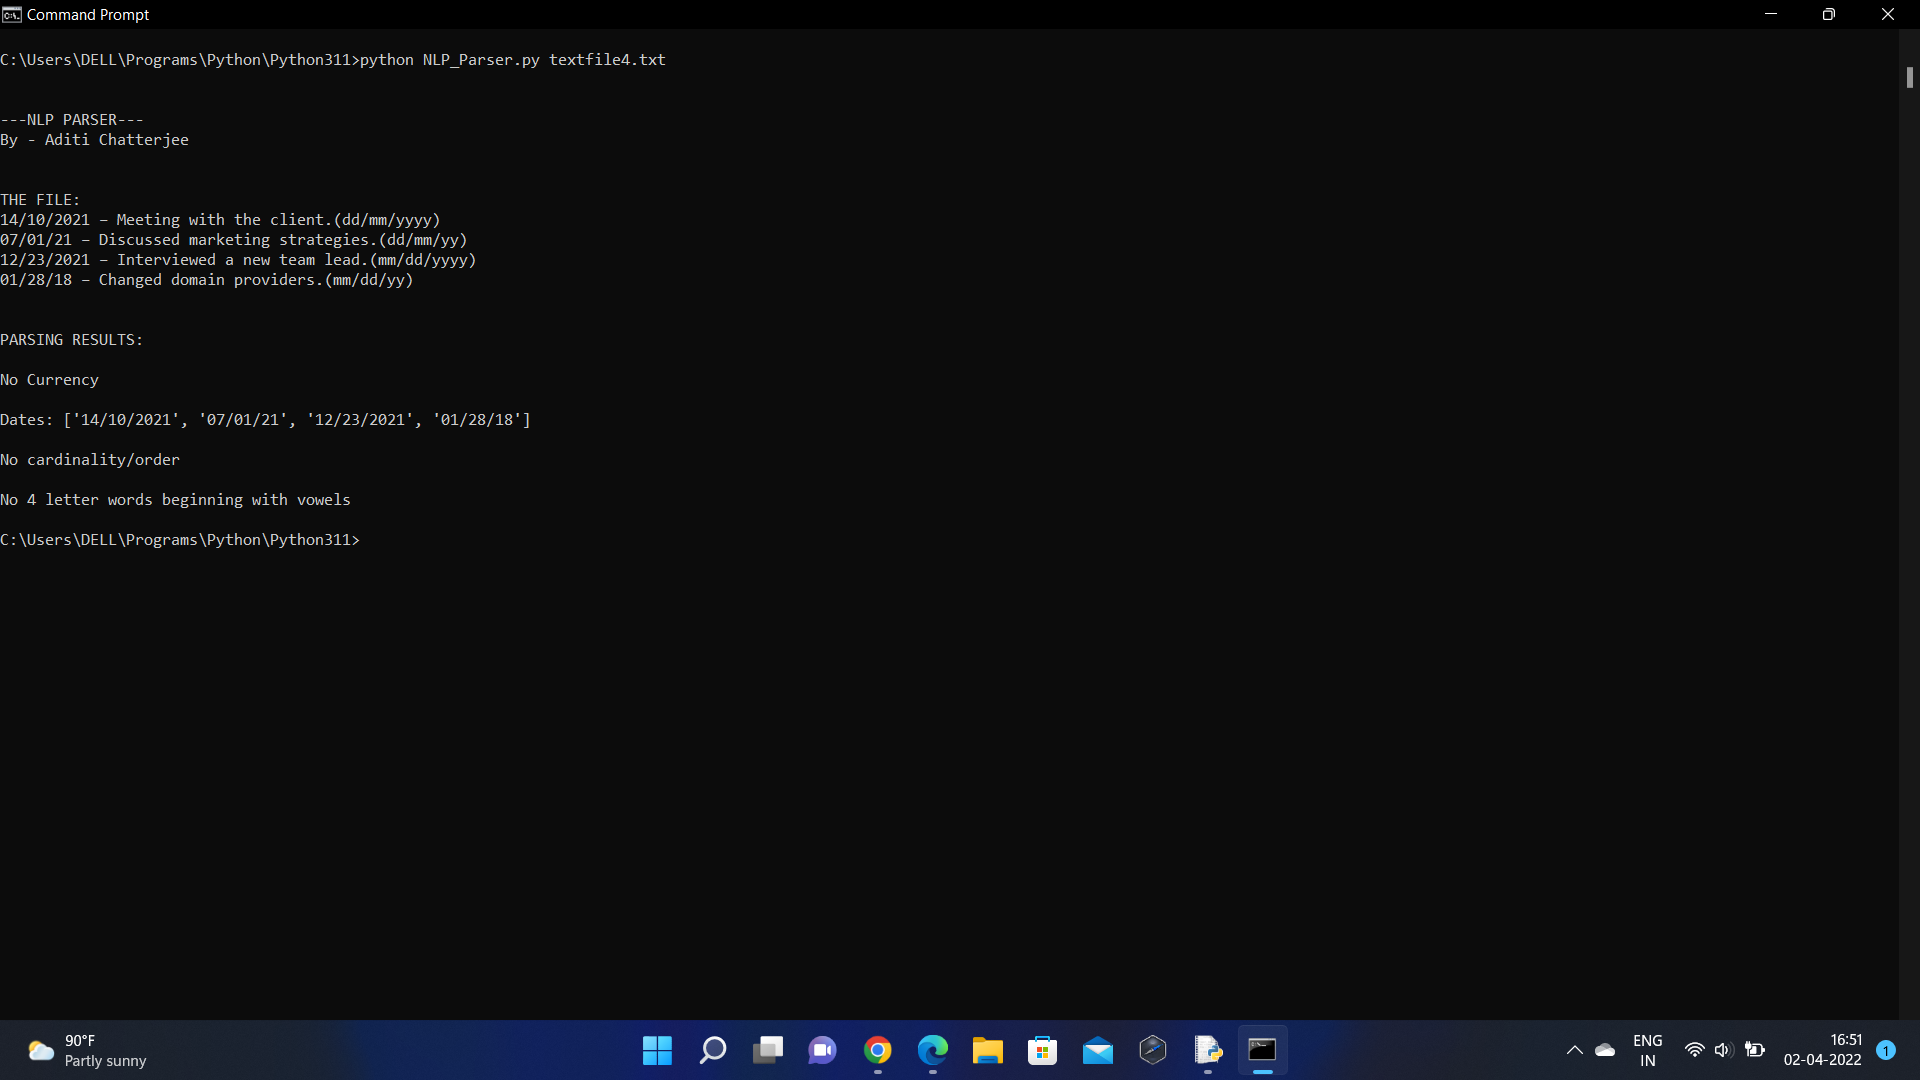 Command Prompt
C:\Users\DELL\Programs\Python\Python311>python NLP_Parser.py textfile4.txt
---NLP PARSER---
By - Aditi Chatterjee
THE FILE:
14/10/2021 – Meeting with the client.(dd/mm/yyyy)
07/01/21 – Discussed marketing strategies.(dd/mm/yy)
12/23/2021 – Interviewed a new team lead.(mm/dd/yyyy)
01/28/18 – Changed domain providers.(mm/dd/yy)
PARSING RESULTS:
No Currency
Dates: ['14/10/2021', '07/01/21', '12/23/2021', '01/28/18']
No cardinality/order
No 4 letter words beginning with vowels
C:\Users\DELL\Programs\Python\Python311>
90°F
Partly sunny
ENG
IN
16:51
02-04-2022
1